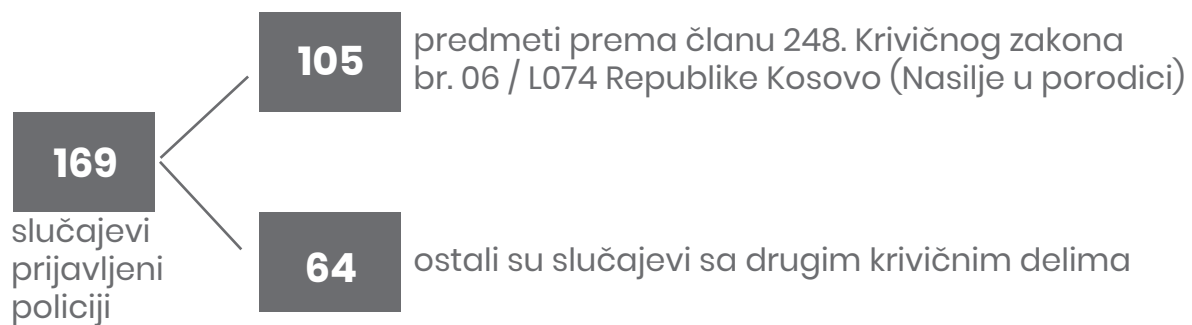 169
slučajevi
prijavljeni
policiji
105
predmeti prema članu 248. Krivičnog zakona
br. 06 / L074 Republike Kosovo (Nasilje u porodici)
64
ostali su slučajevi sa drugim krivičnim delima